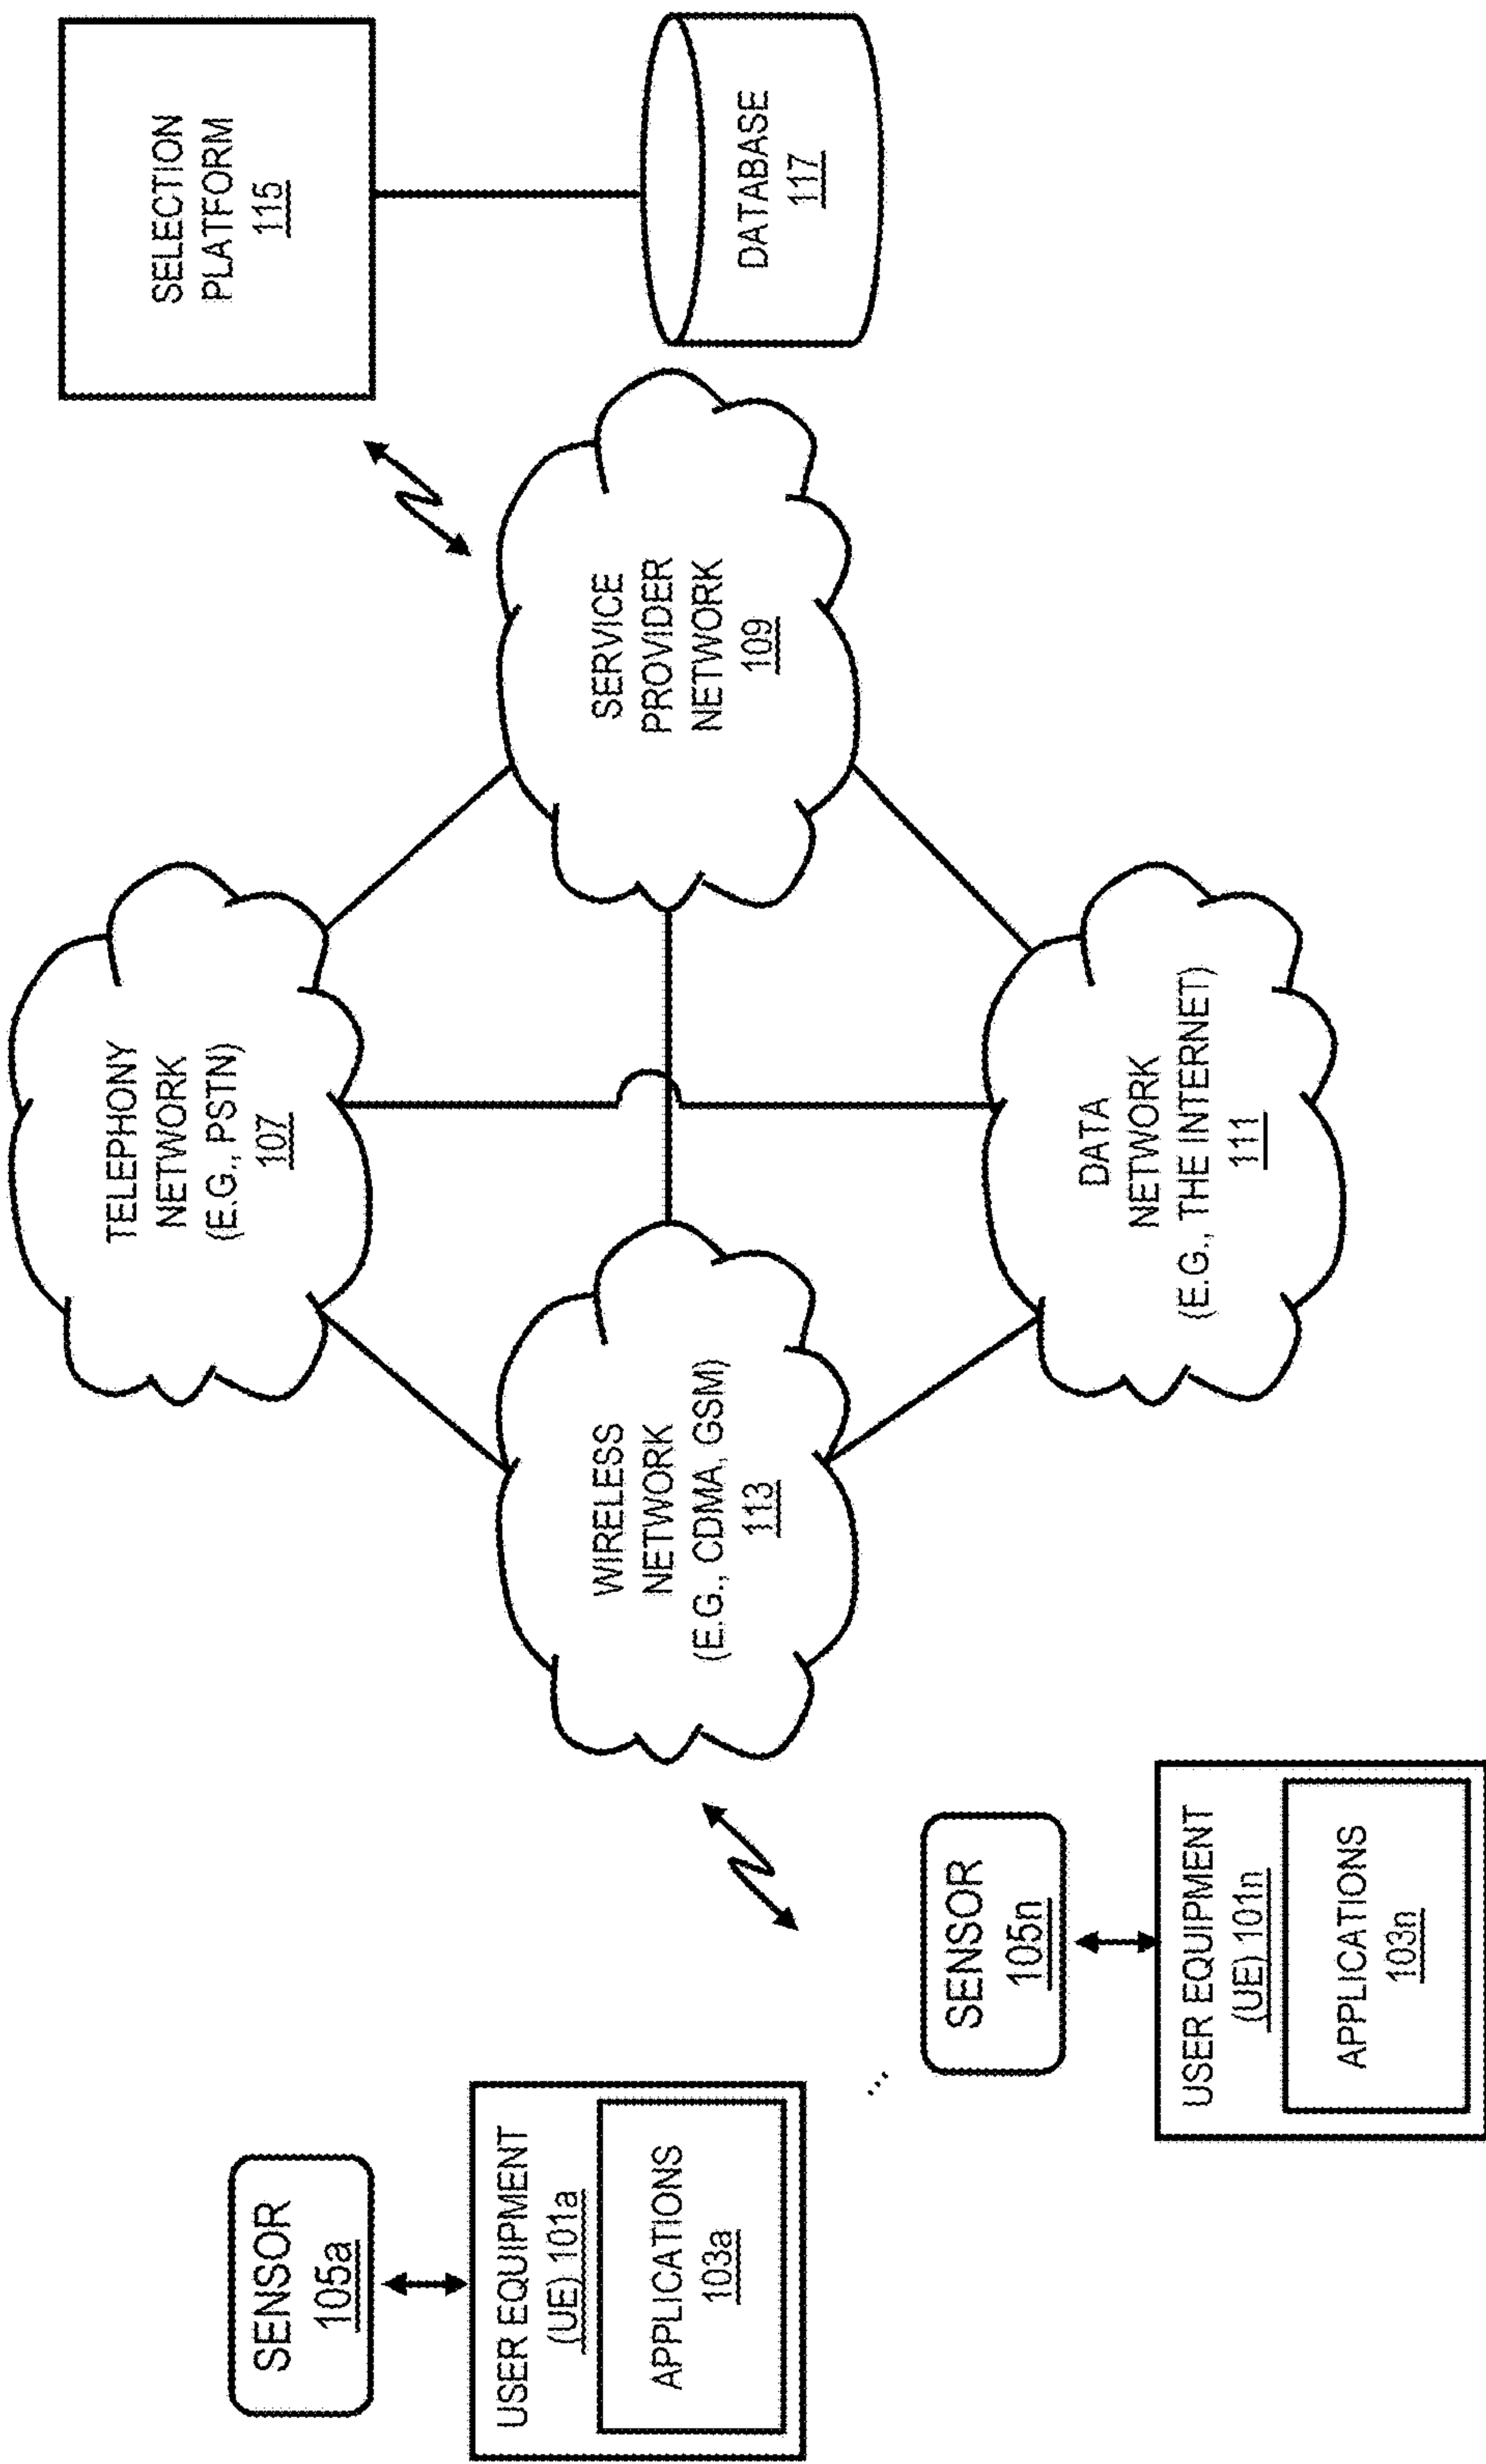 SELECTION
PLATFORM
115
DATABASE
117
TELEPHONY
NETWORK
(E.G., PSTN)
107
SERVICE
PROVIDER
NETWORK
109
WIRELESS
NETWORK
(E.G., CDMA, GSM)
113
DATA
NETWORK
(E.G., THE INTERNET)
111
SENSOR
105a
USER EQUIPMENT
(UE) 101a
APPLICATIONS
103a
...
SENSOR
105n
USER EQUIPMENT
(UE) 101n
APPLICATIONS
103n